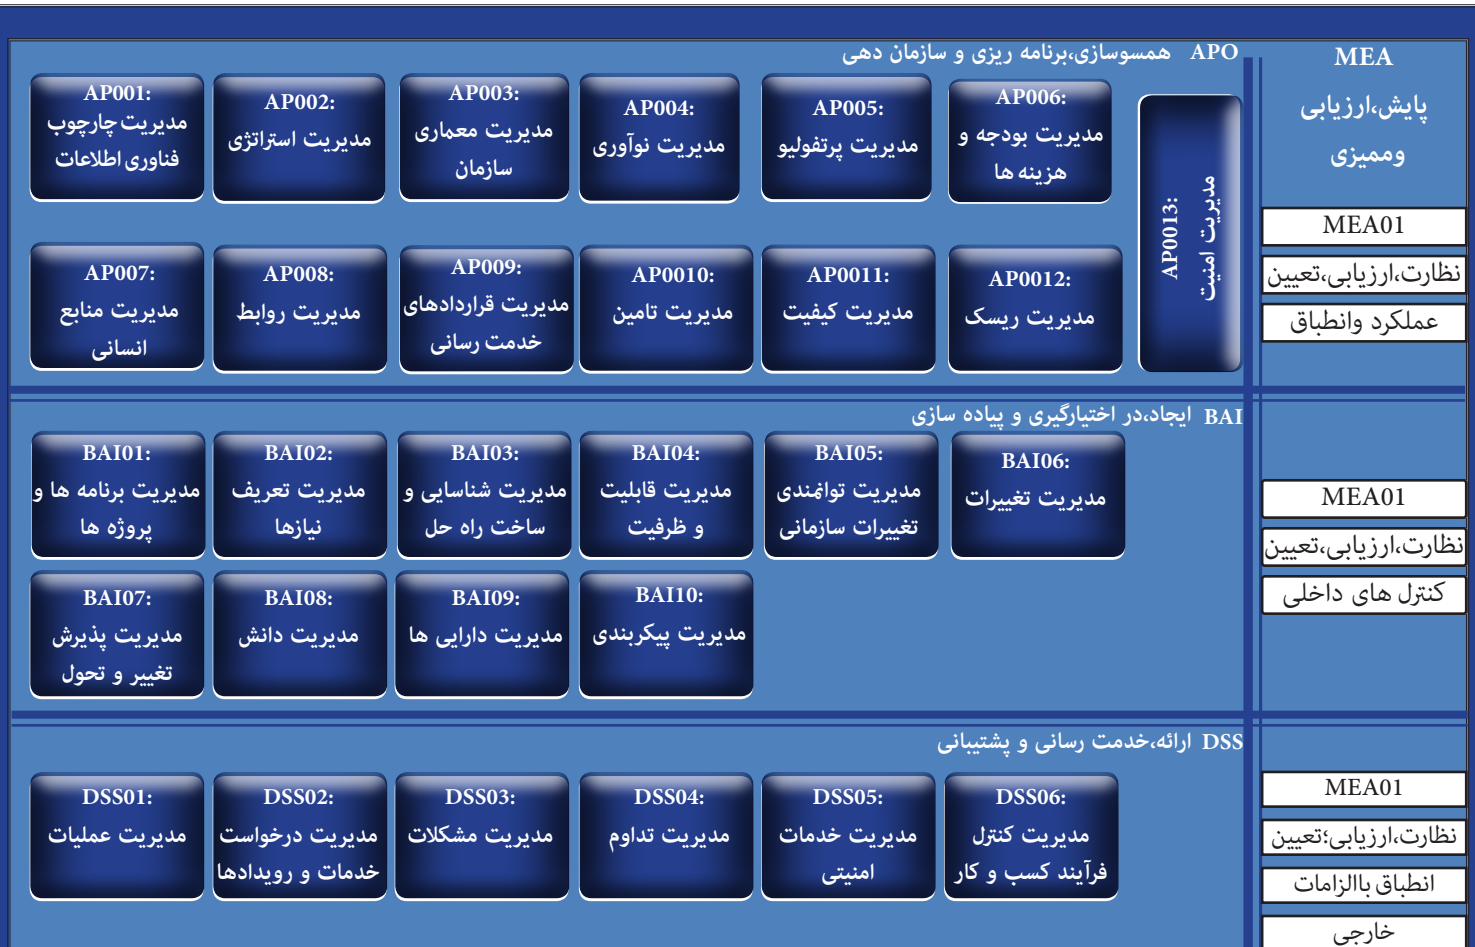 APO همسوسازی،برنامه ریزی و سازمان دهی
AP001:
مدیریت چارچوب
فناوری اطلاعات
AP002:
مدیریت استراتژی
AP003:
مدیریت معماری
سازمان
AP004:
مدیریت نوآوری
AP005:
مدیریت پرتفولیو
AP006:
مدیریت بودجه و
هزینه ها
AP007:
مدیریت منابع
انسانی
AP008:
مدیریت روابط
AP009:
مدیریت قراردادهای
خدمت رسانی
AP0010:
مدیریت تامین
AP0011:
مدیریت کیفیت
AP0012:
مدیریت ریسک
AP0013:
مدیریت امنیت
BAI ایجاد،در اختیارگیری و پیاده سازی
BAI01:
مدیریت برنامه ها و
پروژه ها
BAI02:
مدیریت تعریف
نیازها
BAI03:
مدیریت شناسایی و
ساخت راه حل
BAI04:
مدیریت قابلیت
و ظرفیت
BAI05:
مدیریت توانمندی
تغییرات سازمانی
BAI06:
مدیریت تغییرات
BAI07:
مدیریت پذیرش
تغییر و تحول
BAI08:
مدیریت دانش
BAI09:
مدیریت دارایی ها
BAI10:
مدیریت پیکربندی
DSS ارائه،خدمت رسانی و پشتیبانی
DSS01:
مدیریت عملیات
DSS02:
مدیریت درخواست
خدمات و رویدادها
DSS03:
مدیریت مشکلات
DSS04:
مدیریت تداوم
DSS05:
مدیریت خدمات
امنیتی
DSS06:
مدیریت کنترل
فرآیند کسب و کار
MEA
پایش،ارزیابی
وممیزی
MEA01
نظارت،ارزیابی،تعیین
عملکرد وانطباق
MEA01
نظارت،ارزیابی،تعیین
کنترل های داخلی
MEA01
نظارت،ارزیابی؛تعیین
انطباق باالزامات
خارجی